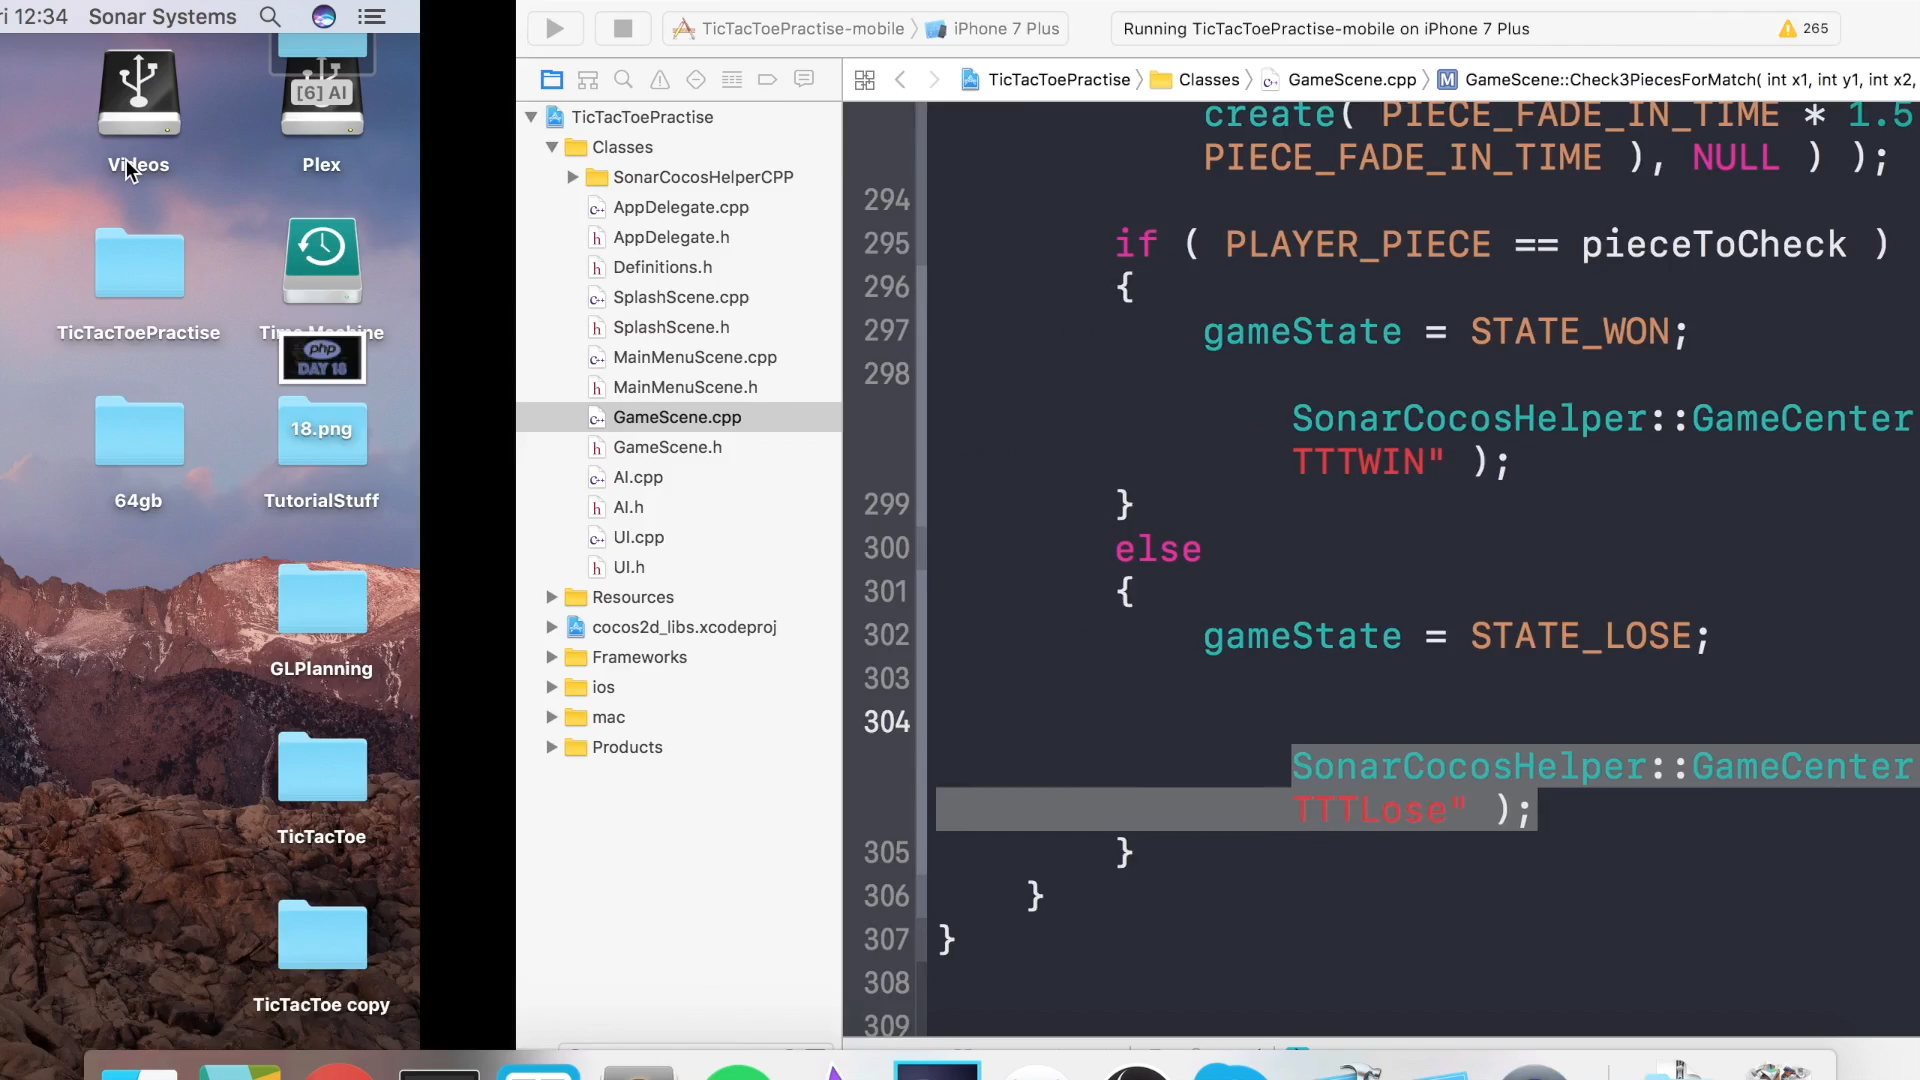 ri 12:34 Sonar Systems
[6] AI
Videos
Plex
TicTacToePractise
Time Machine
php
DAY 18
18.png
64gb
TutorialStuff
GLPlanning
TicTacToe
TicTacToe copy
TicTacToePractise-mobile
iPhone 7 Plus
Running TicTacToePractise-mobile on iPhone 7 Plus
265
TicTacToePractise
Classes
GameScene.cpp
M
GameScene::Check3PiecesForMatch( int x1, int y1, int x2,
TicTacToePractise
Classes
SonarCocosHelperCPP
AppDelegate.cpp
AppDelegate.h
Definitions.h
SplashScene.cpp
SplashScene.h
MainMenuScene.cpp
MainMenuScene.h
GameScene.cpp
GameScene.h
AI.cpp
AI.h
UI.cpp
UI.h
Resources
cocos2d_libs.xcodeproj
Frameworks
ios
mac
Products
create( PIECE_FADE_IN_TIME * 1.5
PIECE_FADE_IN_TIME ), NULL ) );
294
295 if ( PLAYER_PIECE == pieceToCheck )
296 {
297 gameState = STATE_WON;
298
SonarCocosHelper::GameCenter
TTTWIN" );
299 }
300 else
301 {
302 gameState = STATE_LOSE;
303
304
SonarCocosHelper::GameCenter
TTTLose" );
305 }
306 }
307 }
308
309